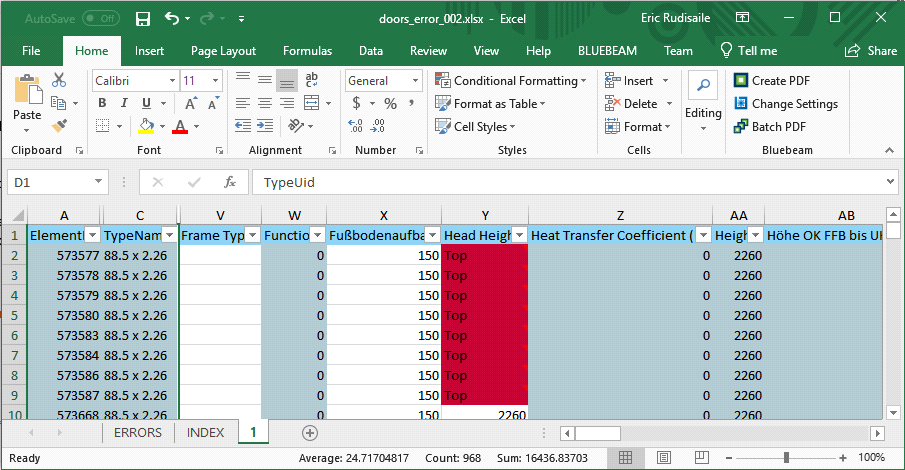 AutoSave Off doors_error_002.xlsx - Excel Eric Rudisaile
File Home Insert Page Layout Formulas Data Review View Help BLUEBEAM Team Tell me Share
Paste
Clipboard
Calibri 11
B I U A A
A
Font
ab
Alignment
General
$ % ,
Number
Conditional Formatting
Format as Table
Cell Styles
Styles
Insert
Delete
Format
Cells
Editing
Create PDF
Change Settings
Batch PDF
Bluebeam
D1 fx TypeUid
A C V W X Y Z AA AB
1 ElementI TypeNam Frame Typ Functio Fußbodenaufba Head Heigh Heat Transfer Coefficient ( Heigh Höhe OK FFB bis UK
2 573577 88.5 x 2.26 0 150 Top 0 2260
3 573578 88.5 x 2.26 0 150 Top 0 2260
4 573579 88.5 x 2.26 0 150 Top 0 2260
5 573580 88.5 x 2.26 0 150 Top 0 2260
6 573583 88.5 x 2.26 0 150 Top 0 2260
7 573584 88.5 x 2.26 0 150 Top 0 2260
8 573586 88.5 x 2.26 0 150 Top 0 2260
9 573587 88.5 x 2.26 0 150 Top 0 2260
10 573668 88.5 x 2.26 0 150 2260 0 2260
ERRORS INDEX 1
Ready Average: 24.71704817 Count: 968 Sum: 16436.83703 100%